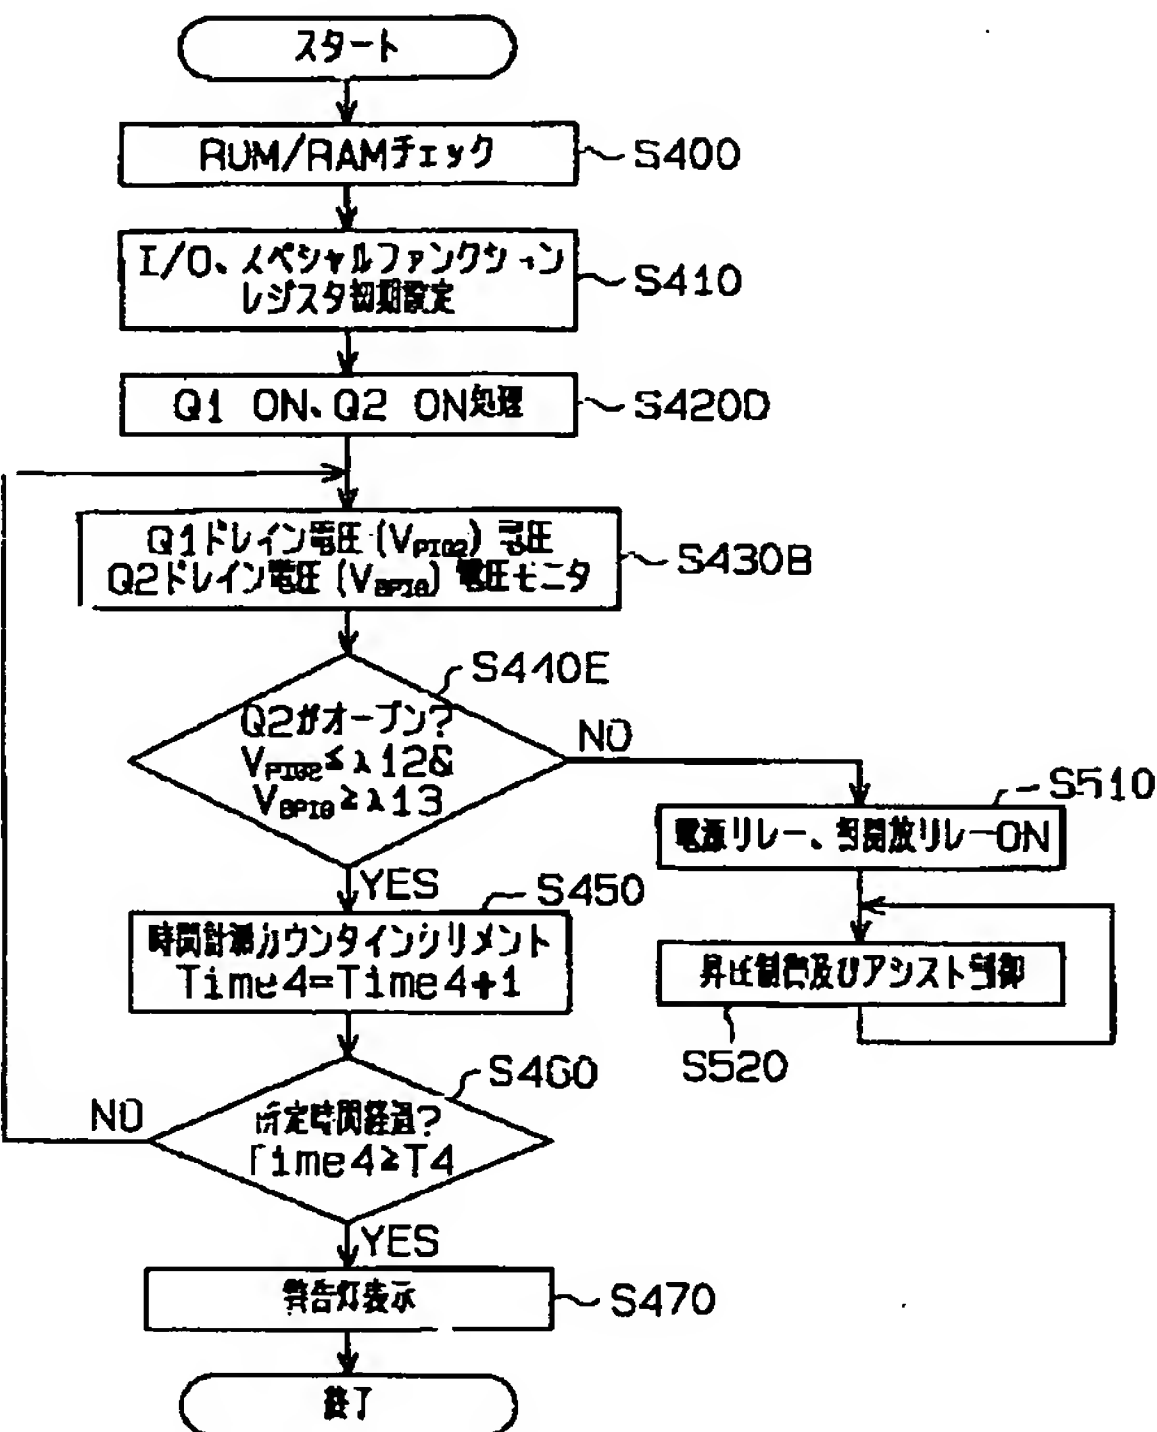 スタート
RUM/RAMチェック
S400
I/O、スペシャルファンクション
レジスタ初期設定
S410
Q1 ON、Q2 ON処理
S420D
Q1ドレイン電圧(VPIG2)電圧
Q2ドレイン電圧(VBPIG)電圧モニタ
S430B
S440E
Q2がオープン?
VPIG2≤λ12&
VBPIG≥λ13
NO
YES
S510
電源リレー、相開放リレーON
昇圧制御及びアシスト制御
S520
S450
時間計測カウンタインクリメント
Time4=Time4+1
S460
所定時間経過?
Time4≥T4
NO
YES
警告灯表示
S470
終了